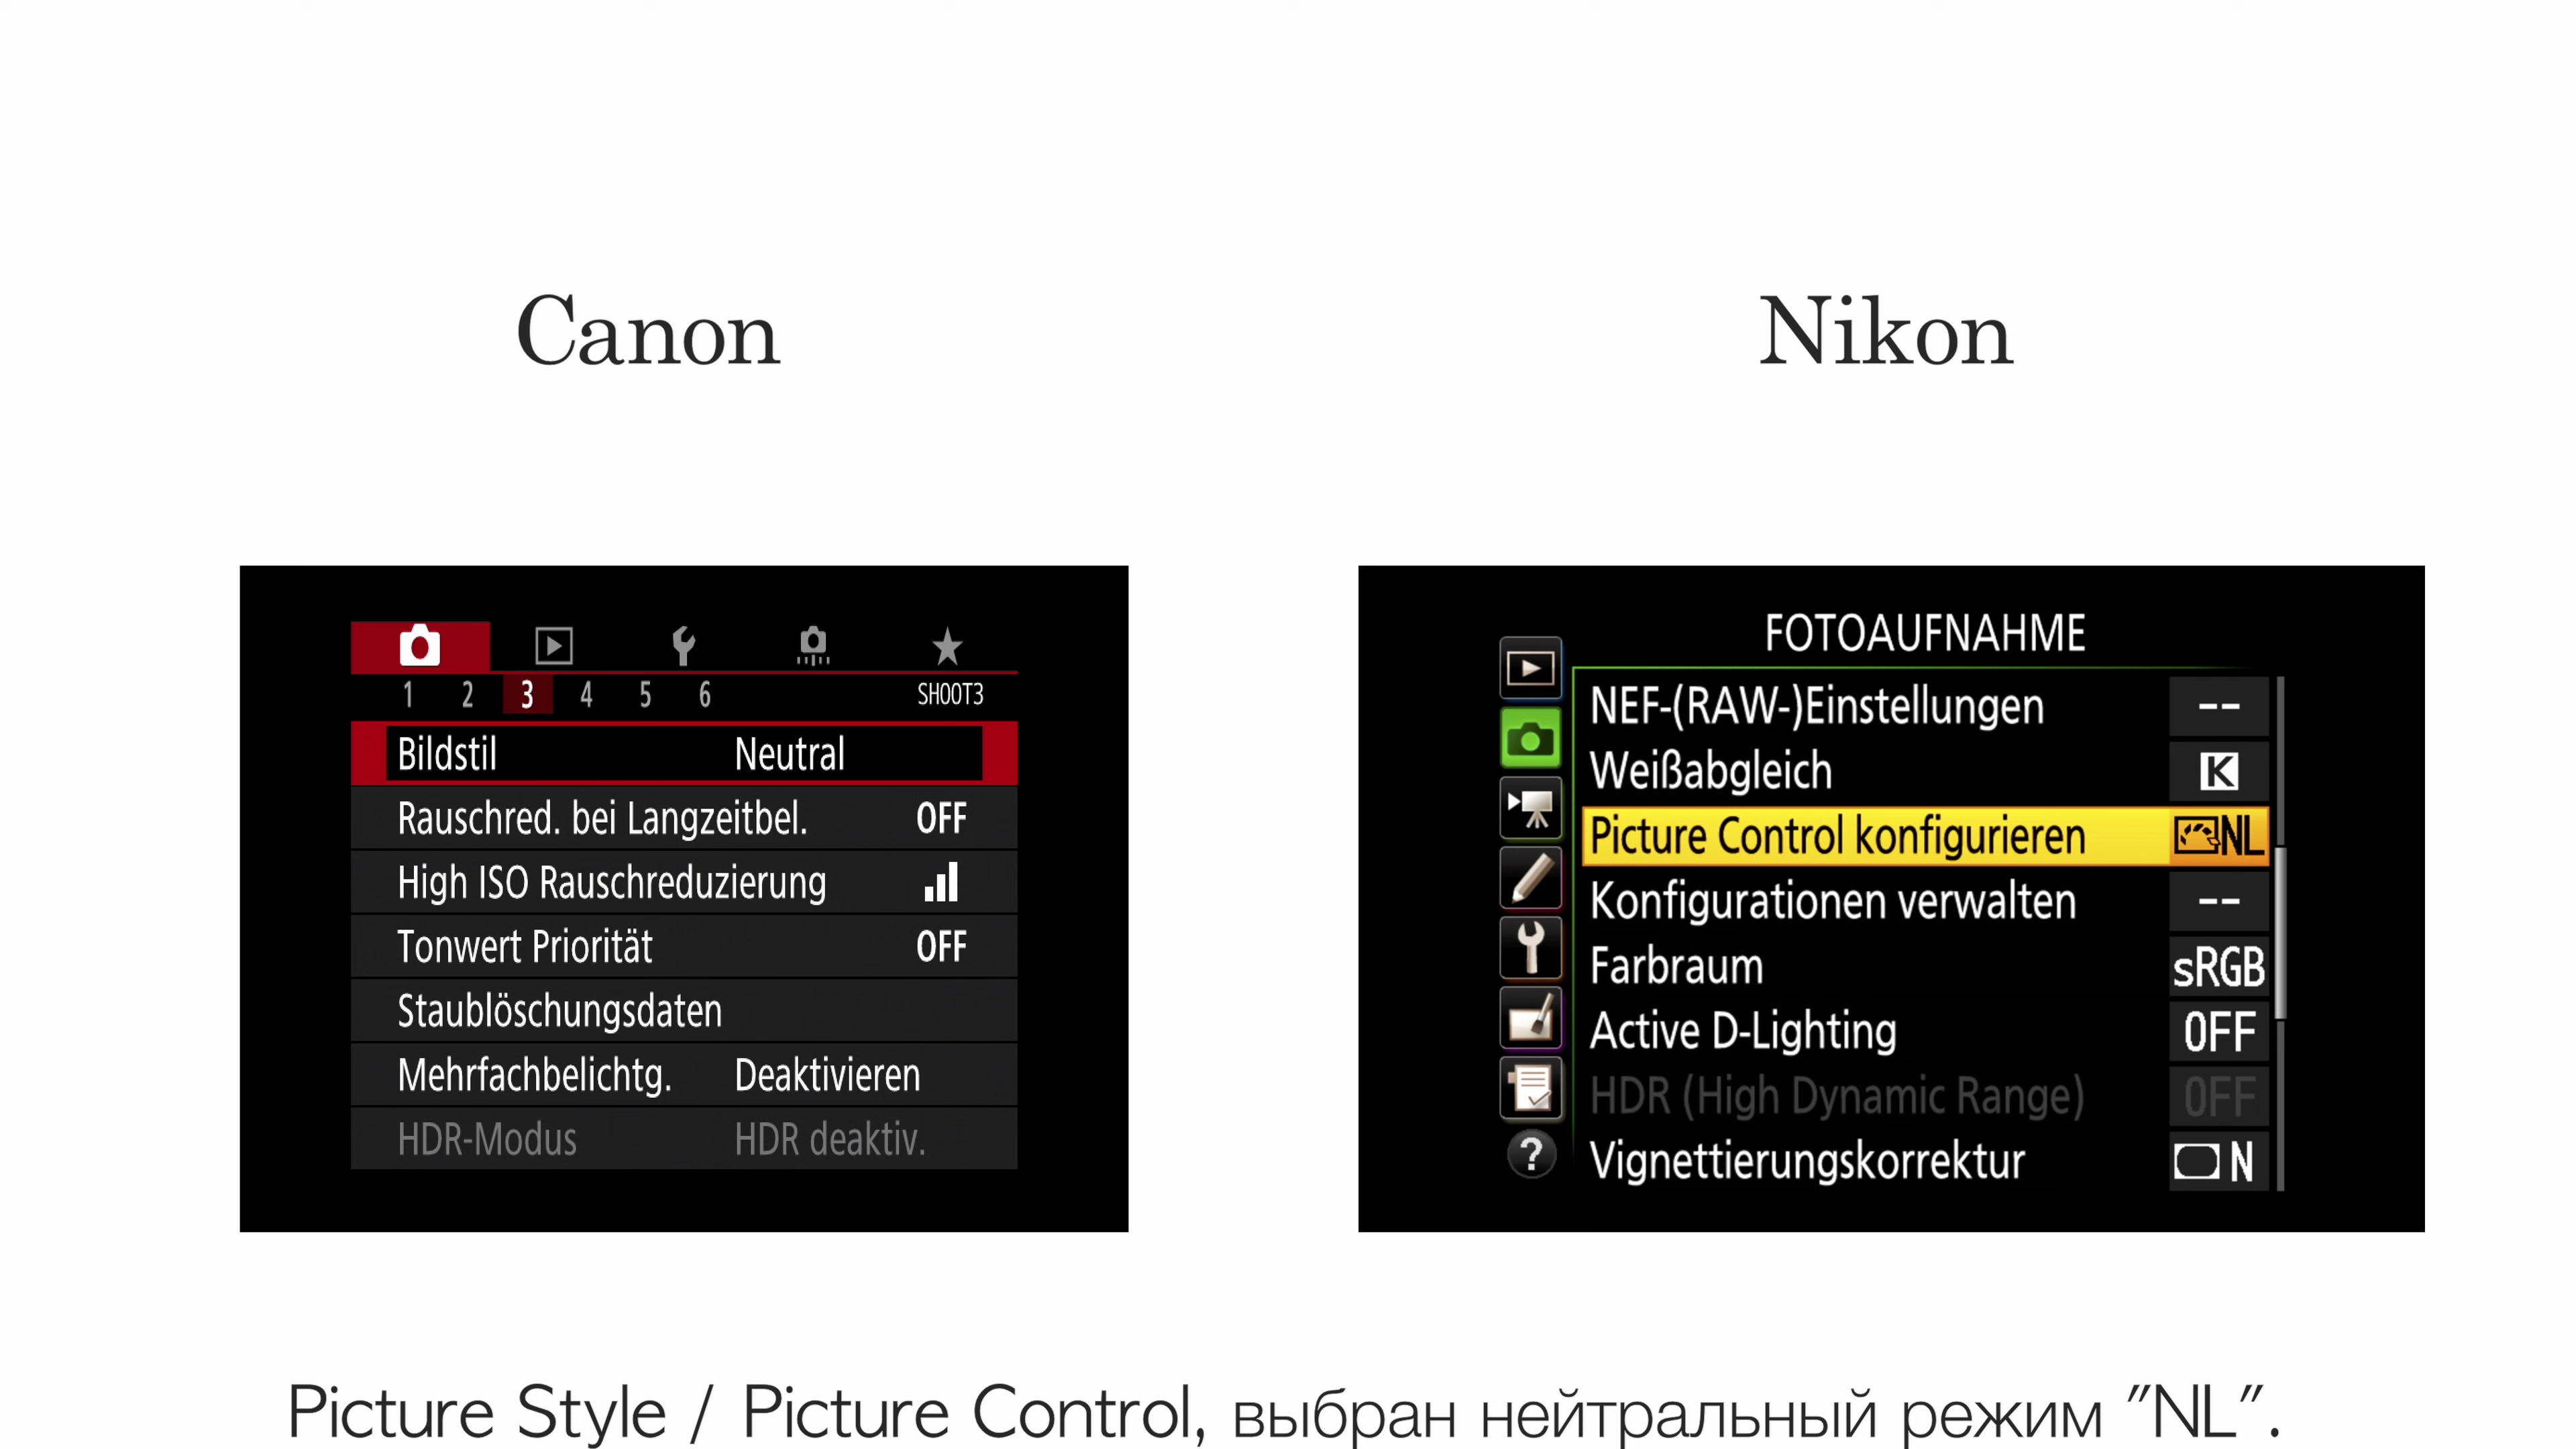 Canon
Nikon
1 2 3 4 5 6 SHOOT3
Bildstil Neutral
Rauschred. bei Langzeitbel. OFF
High ISO Rauschreduzierung
Tonwert Priorität OFF
Staublöschungsdaten
Mehrfachbelichtg. Deaktivieren
HDR-Modus HDR deaktiv.
FOTOAUFNAHME
NEF-(RAW-)Einstellungen --
Weißabgleich K
Picture Control konfigurieren NL
Konfigurationen verwalten --
Farbraum sRGB
Active D-Lighting OFF
HDR (High Dynamic Range) OFF
? Vignettierungskorrektur N
Picture Style / Picture Control, выбран нейтральный режим "NL".